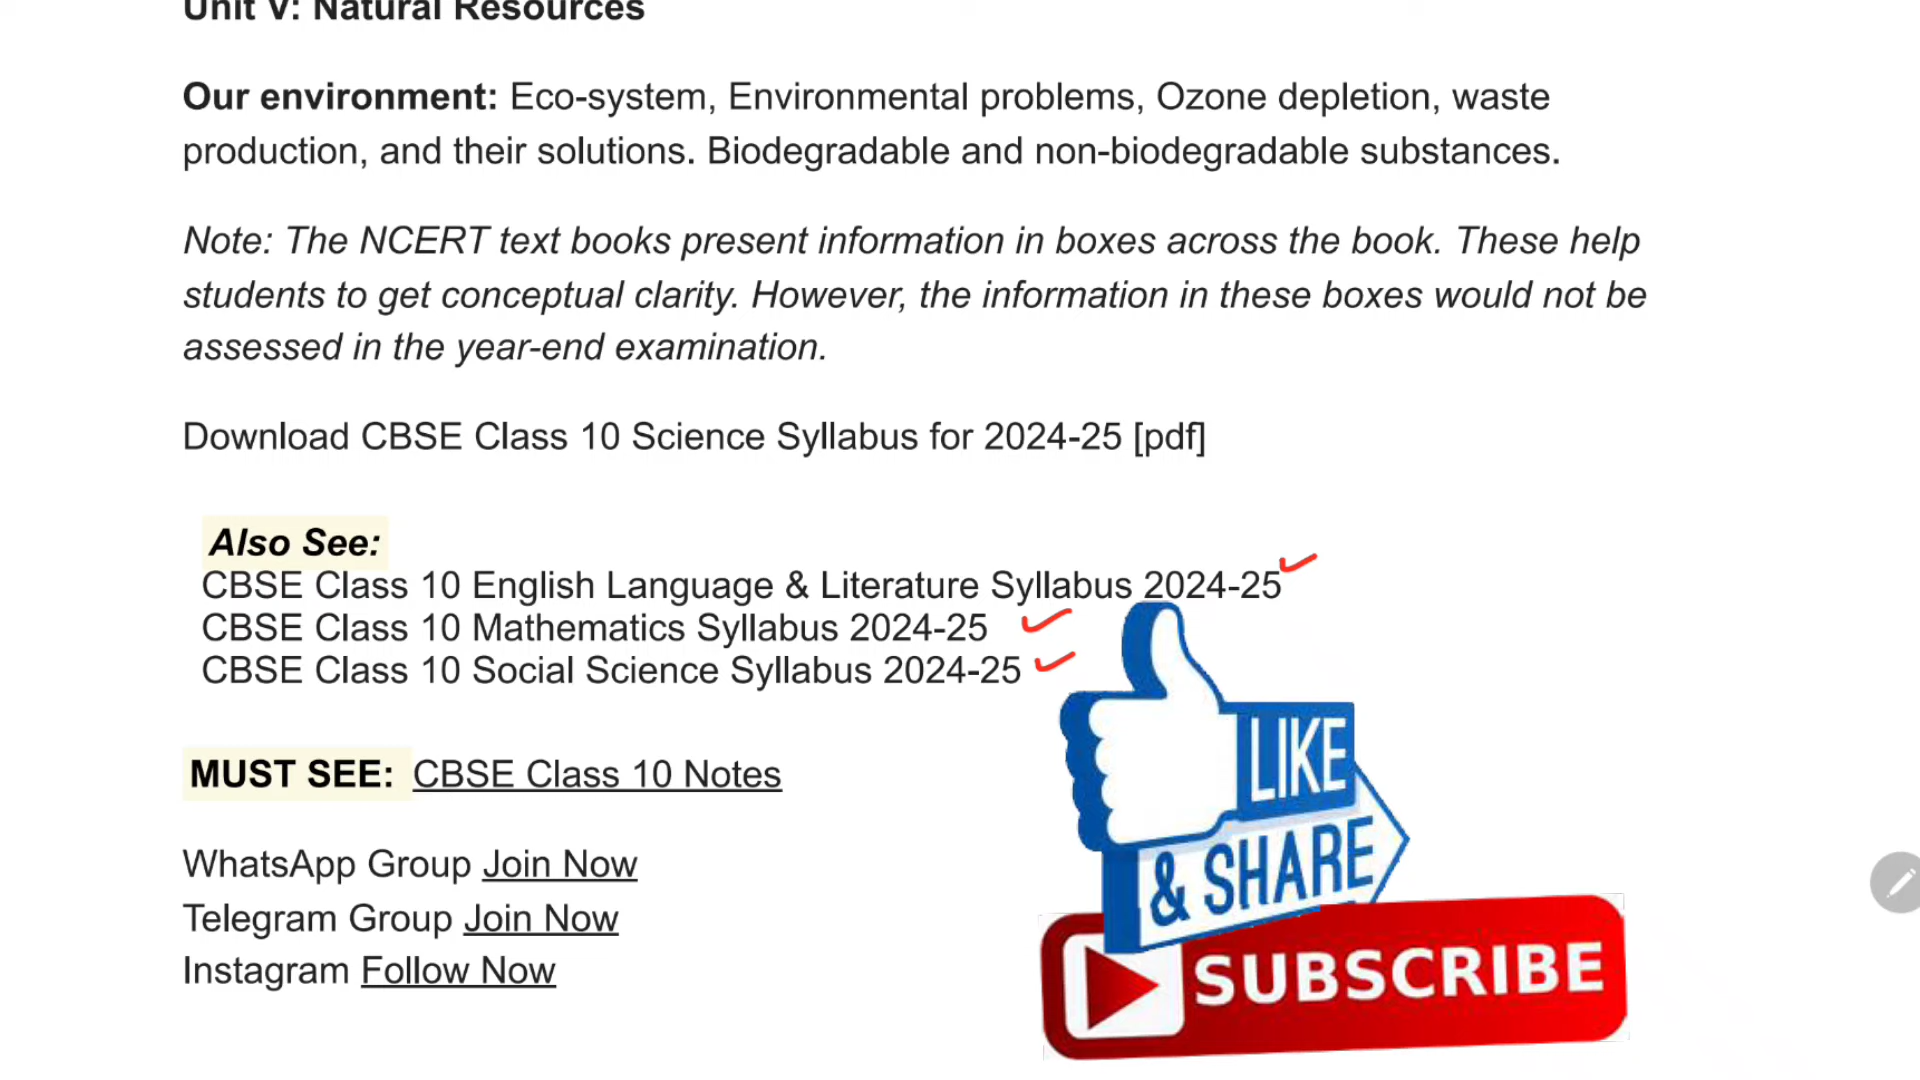 Unit V: Natural Resources
Our environment: Eco-system, Environmental problems, Ozone depletion, waste
production, and their solutions. Biodegradable and non-biodegradable substances.
Note: The NCERT text books present information in boxes across the book. These help
students to get conceptual clarity. However, the information in these boxes would not be
assessed in the year-end examination.
Download CBSE Class 10 Science Syllabus for 2024-25 [pdf]
Also See:
CBSE Class 10 English Language & Literature Syllabus 2024-25
CBSE Class 10 Mathematics Syllabus 2024-25
CBSE Class 10 Social Science Syllabus 2024-25
MUST SEE: CBSE Class 10 Notes
WhatsApp Group Join Now
Telegram Group Join Now
Instagram Follow Now
LIKE
& SHARE
SUBSCRIBE